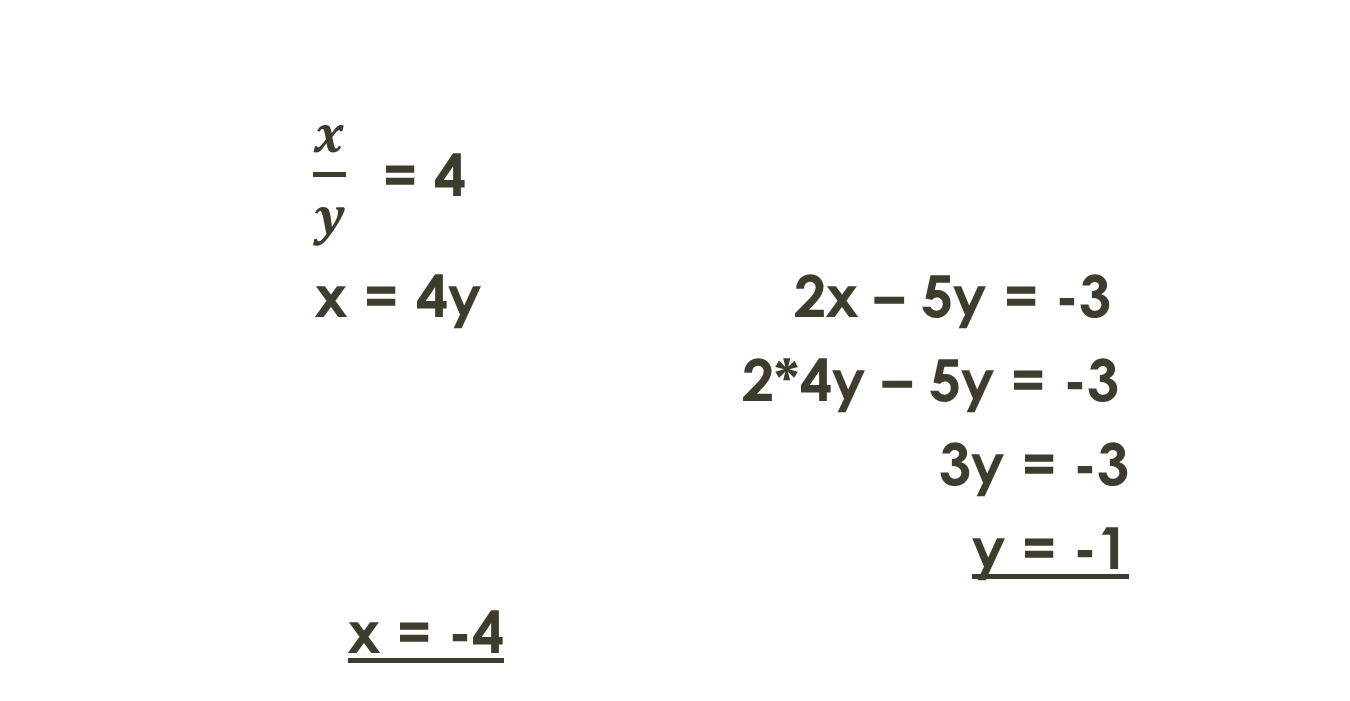 x/y = 4
x = 4y
2x – 5y = -3
2*4y – 5y = -3
3y = -3
y = -1
x = -4